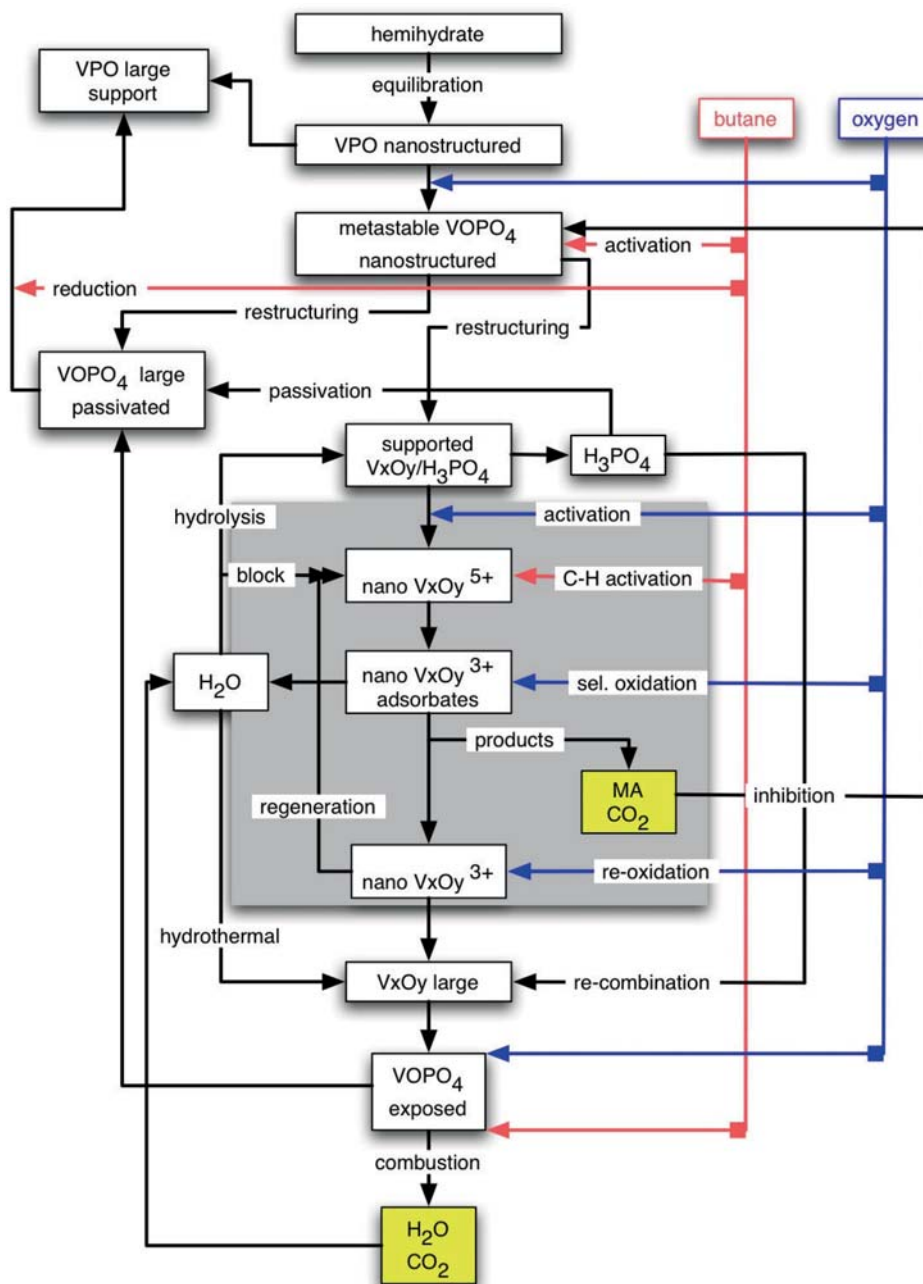 hemihydrate
VPO large
support
equilibration
butane
oxygen
VPO nanostructured
metastable VOPO4
nanostructured
activation
reduction
restructuring
restructuring
VOPO4 large
passivated
passivation
supported
VxOy/H3PO4
H3PO4
hydrolysis
activation
block
nano VxOy 5+
C-H activation
H2O
nano VxOy 3+
adsorbates
sel. oxidation
products
regeneration
MA
CO2
inhibition
nano VxOy 3+
re-oxidation
hydrothermal
VxOy large
re-combination
VOPO4
exposed
combustion
H2O
CO2